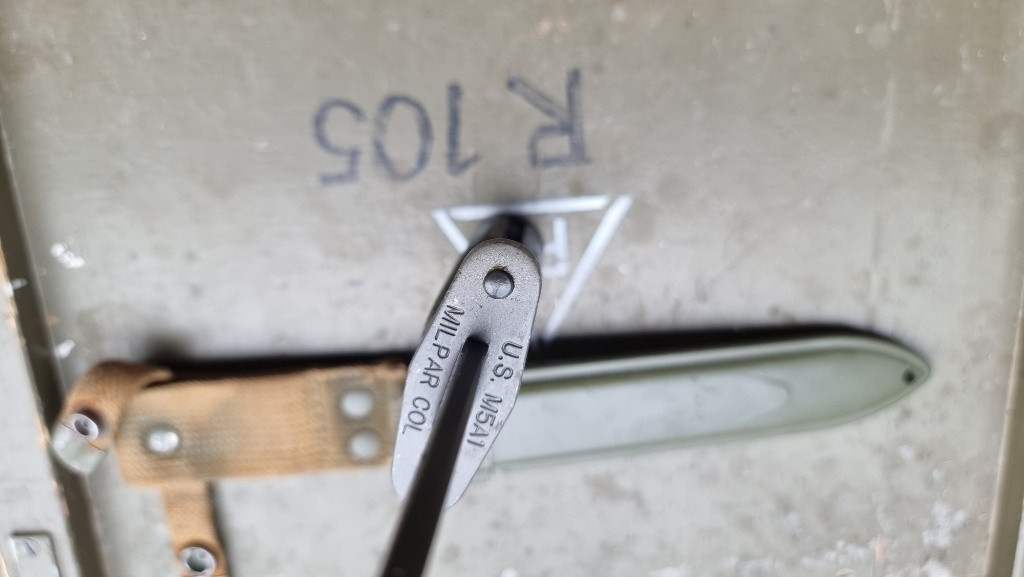 R 105
U.S. M5A1
MILPAR COL